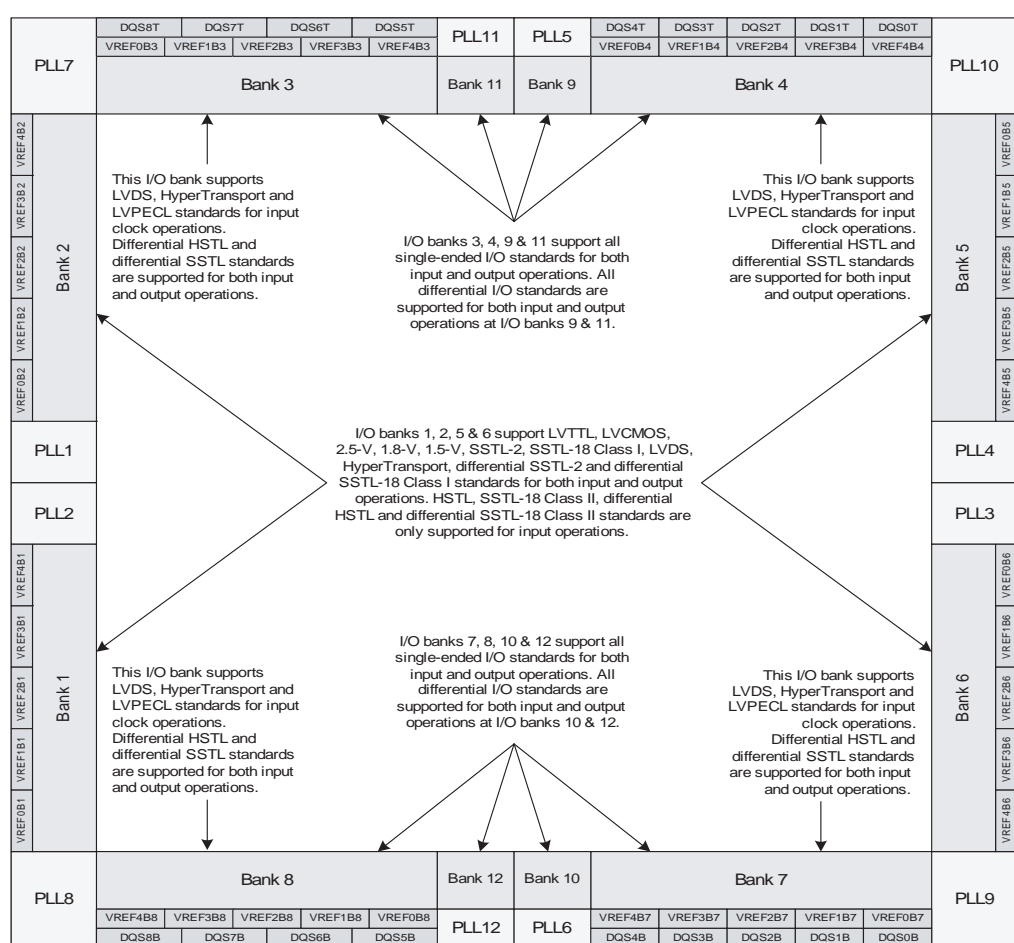 DQS8T DQS7T DQS6T DQS5T PLL11 PLL5 DQS4T DQS3T DQS2T DQS1T DQS0T
VREF0B3 VREF1B3 VREF2B3 VREF3B3 VREF4B3 VREF0B4 VREF1B4 VREF2B4 VREF3B4 VREF4B4
PLL7 PLL10
Bank 3 Bank 11 Bank 9 Bank 4
VREF4B2
VREF3B2
VREF2B2
VREF1B2
VREF0B2
Bank 2
This I/O bank supports
LVDS, HyperTransport and
LVPECL standards for input
clock operations.
Differential HSTL and
differential SSTL standards
are supported for both input
and output operations.
I/O banks 3, 4, 9 & 11 support all
single-ended I/O standards for both
input and output operations. All
differential I/O standards are
supported for both input and output
operations at I/O banks 9 & 11.
This I/O bank supports
LVDS, HyperTransport and
LVPECL standards for input
clock operations.
Differential HSTL and
differential SSTL standards
are supported for both input
and output operations.
Bank 5
VREF0B5
VREF1B5
VREF2B5
VREF3B5
VREF4B5
PLL1
PLL2
I/O banks 1, 2, 5 & 6 support LVTTL, LVCMOS,
2.5-V, 1.8-V, 1.5-V, SSTL-2, SSTL-18 Class I, LVDS,
HyperTransport, differential SSTL-2 and differential
SSTL-18 Class I standards for both input and output
operations. HSTL, SSTL-18 Class II, differential
HSTL and differential SSTL-18 Class II standards are
only supported for input operations.
PLL4
PLL3
VREF4B1
VREF3B1
VREF2B1
VREF1B1
VREF0B1
Bank 1
This I/O bank supports
LVDS, HyperTransport and
LVPECL standards for input
clock operations.
Differential HSTL and
differential SSTL standards
are supported for both input
and output operations.
I/O banks 7, 8, 10 & 12 support all
single-ended I/O standards for both
input and output operations. All
differential I/O standards are
supported for both input and output
operations at I/O banks 10 & 12.
This I/O bank supports
LVDS, HyperTransport and
LVPECL standards for input
clock operations.
Differential HSTL and
differential SSTL standards
are supported for both input
and output operations.
Bank 6
VREF0B6
VREF1B6
VREF2B6
VREF3B6
VREF4B6
Bank 8 Bank 12 Bank 10 Bank 7
PLL8 PLL9
VREF4B8 VREF3B8 VREF2B8 VREF1B8 VREF0B8 PLL12 PLL6 VREF4B7 VREF3B7 VREF2B7 VREF1B7 VREF0B7
DQS8B DQS7B DQS6B DQS5B DQS4B DQS3B DQS2B DQS1B DQS0B